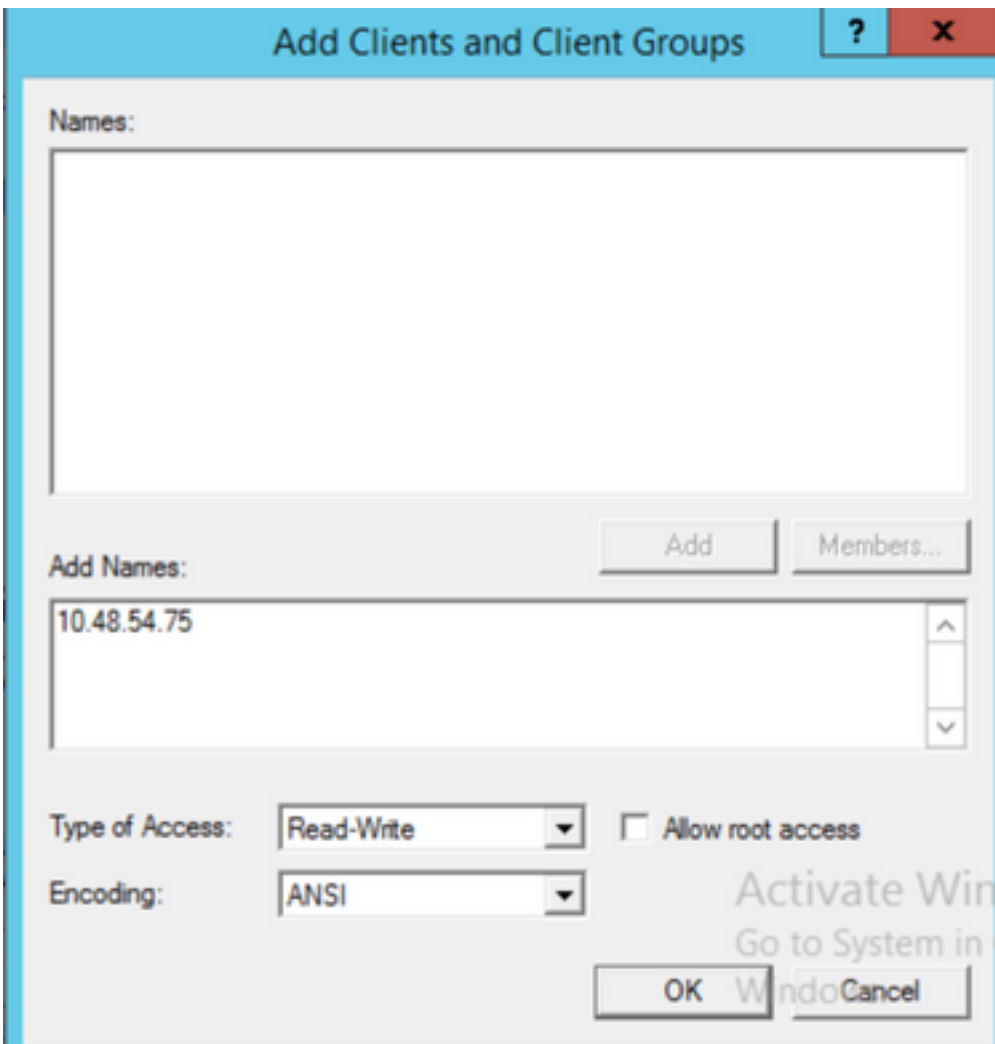 Add Clients and Client Groups
?
x
Names:
Add
Members...
Add Names:
10.48.54.75
Type of Access:
Read-Write
Allow root access
Encoding:
ANSI
Activate Win
Go to System in
OK
Cancel